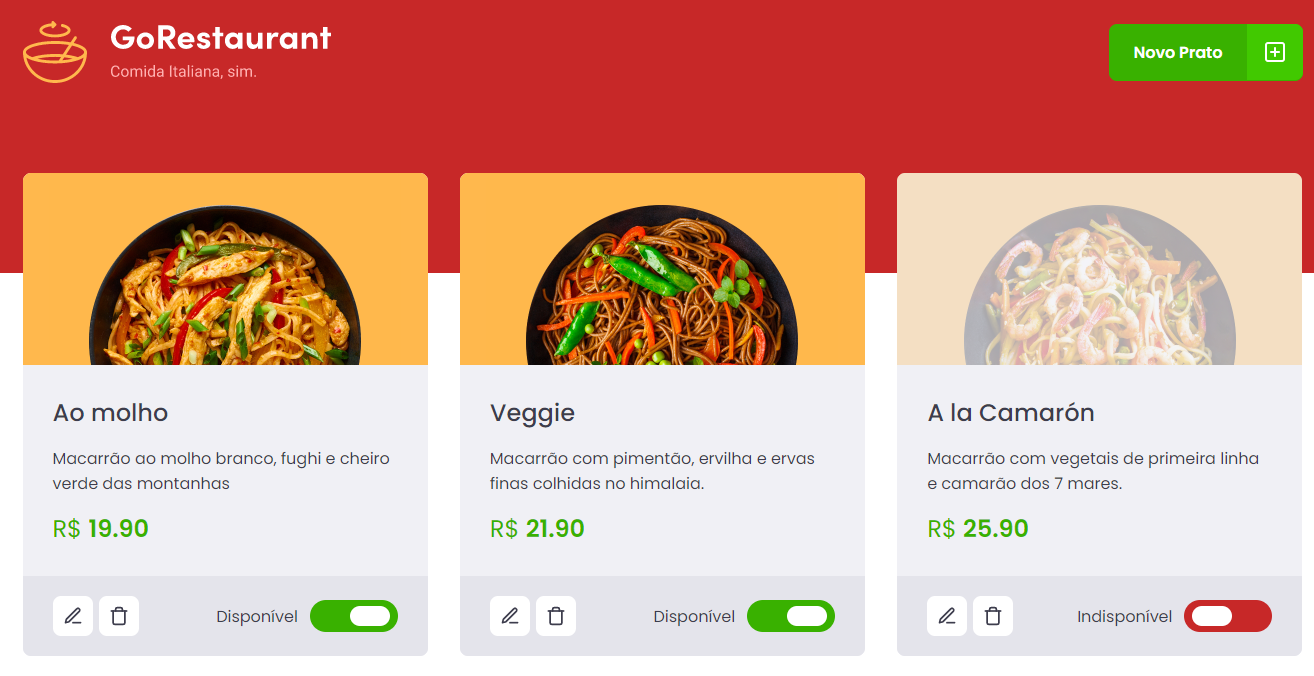 GoRestaurant
Comida Italiana, sim.
Novo Prato
Ao molho
Macarrão ao molho branco, fughi e cheiro
verde das montanhas
R$ 19.90
Disponível
Veggie
Macarrão com pimentão, ervilha e ervas
finas colhidas no himalaia.
R$ 21.90
Disponível
A la Camarón
Macarrão com vegetais de primeira linha
e camarão dos 7 mares.
R$ 25.90
Indisponível